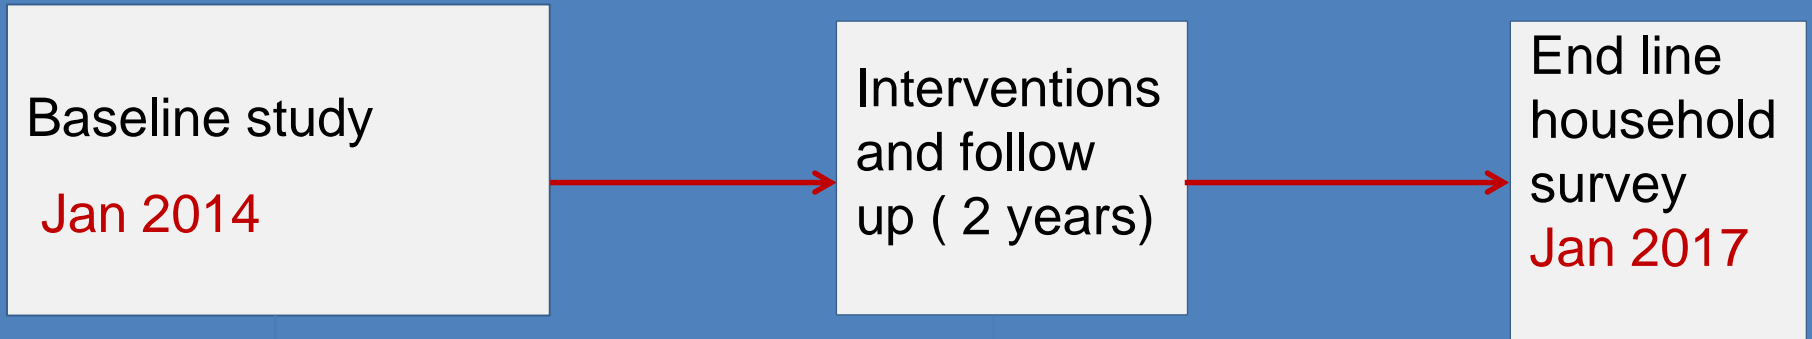 Baseline study
Jan 2014
Interventions
and follow
up ( 2 years)
End line
household
survey
Jan 2017